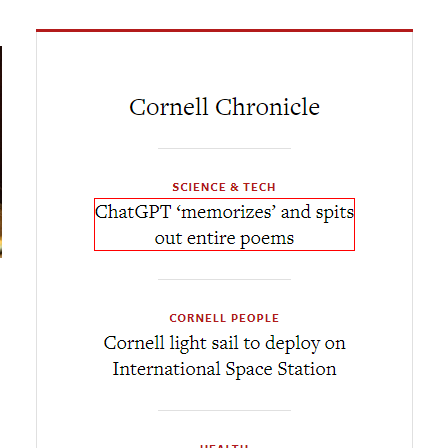 Cornell Chronicle
SCIENCE & TECH
ChatGPT ‘memorizes’ and spits
out entire poems
CORNELL PEOPLE
Cornell light sail to deploy on
International Space Station